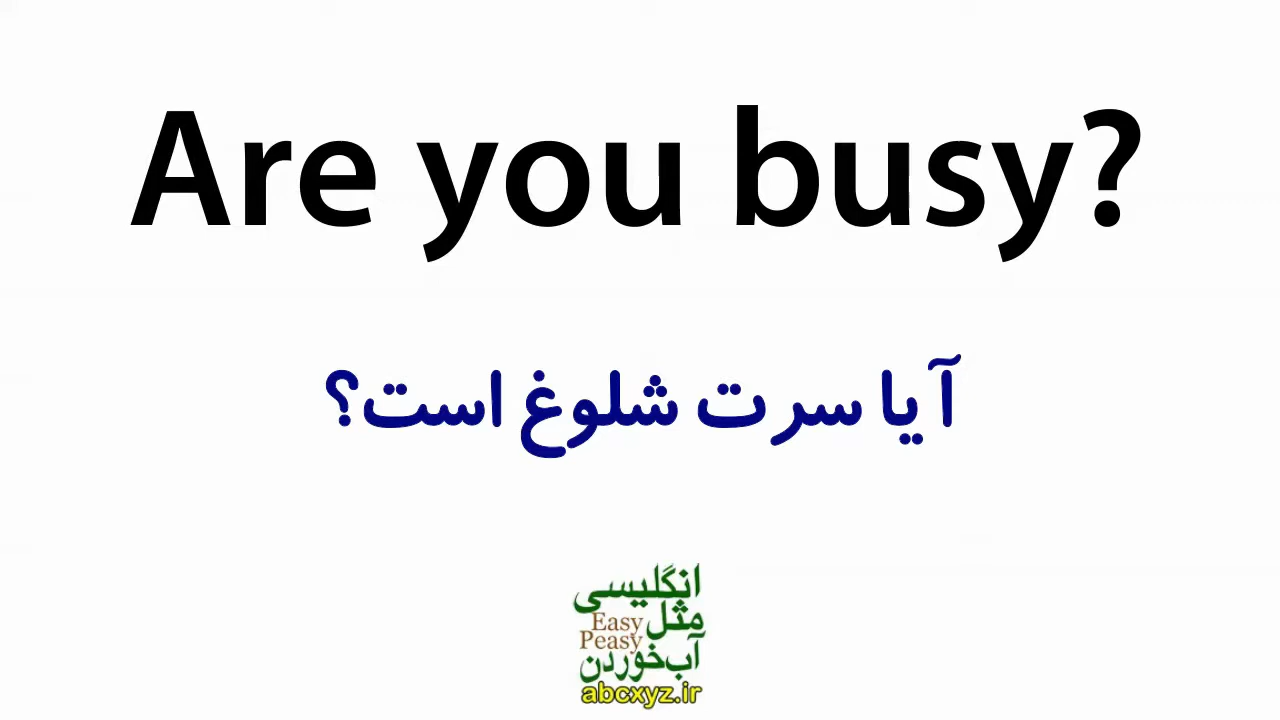 Are you busy?
آیا سرت شلوغ است؟
انگلیسی
مثل
Easy
Peasy
آب‌خوردن
abcxyz.ir